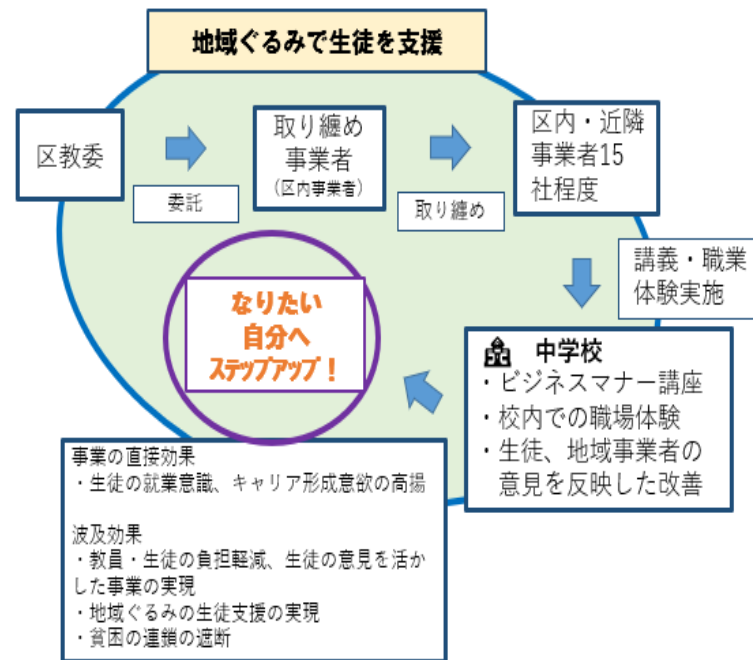 地域ぐるみで生徒を支援
区教委
委託
取り纏め
事業者
(区内事業者)
取り纏め
区内・近隣
事業者15
社程度
講義・職業
体験実施
中学校
・ビジネスマナー講座
・校内での職場体験
・生徒、地域事業者の
意見を反映した改善
なりたい
自分へ
ステップアップ！
事業の直接効果
・生徒の就業意識、キャリア形成意欲の高揚
波及効果
・教員・生徒の負担軽減、生徒の意見を活か
した事業の実現
・地域ぐるみの生徒支援の実現
・貧困の連鎖の遮断